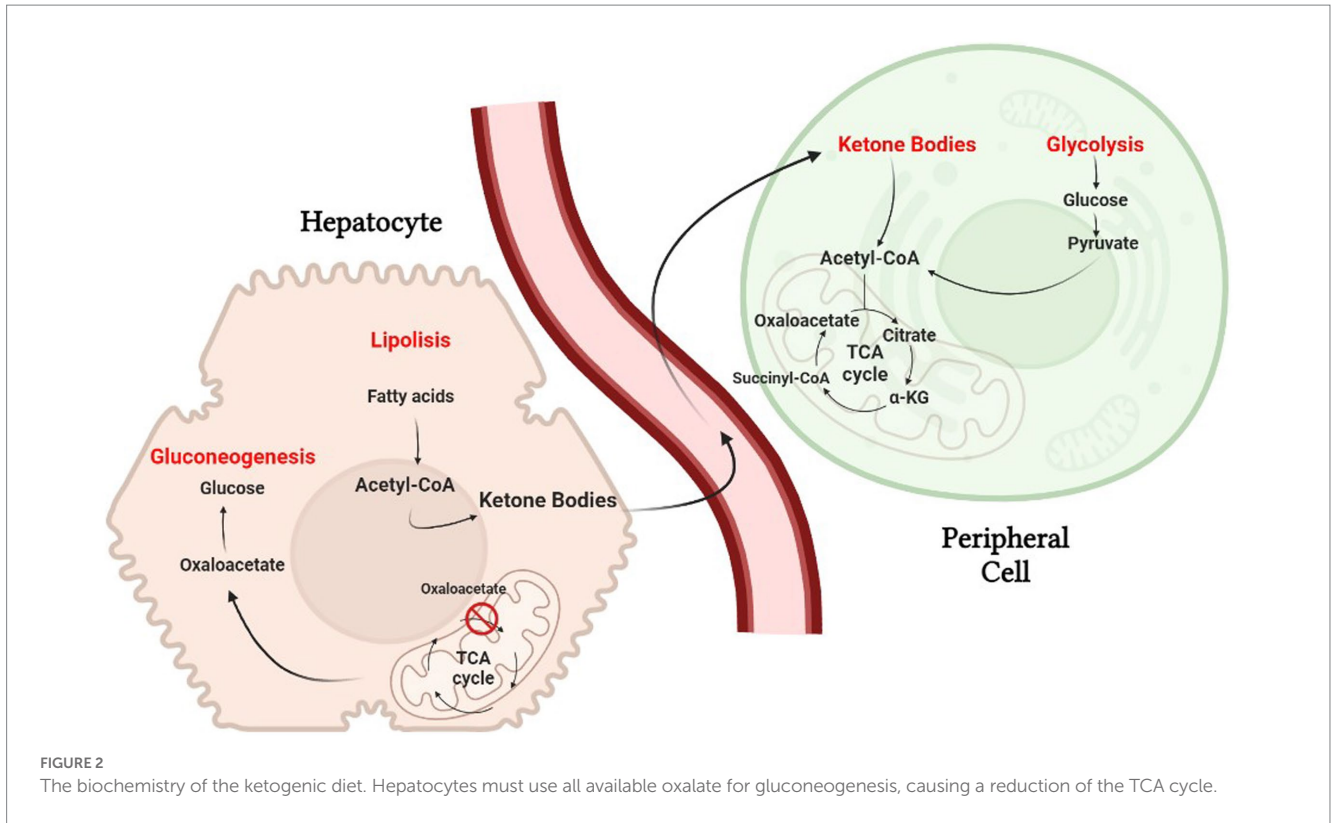 Hepatocyte
Lipolisis
Fatty acids
Acetyl-CoA
Ketone Bodies
Gluconeogenesis
Glucose
Oxaloacetate
Oxaloacetate
TCA
cycle
Ketone Bodies
Glycolysis
Glucose
Pyruvate
Acetyl-CoA
Oxaloacetate
Citrate
TCA
cycle
Succinyl-CoA
α-KG
Peripheral
Cell
FIGURE 2
The biochemistry of the ketogenic diet. Hepatocytes must use all available oxalate for gluconeogenesis, causing a reduction of the TCA cycle.